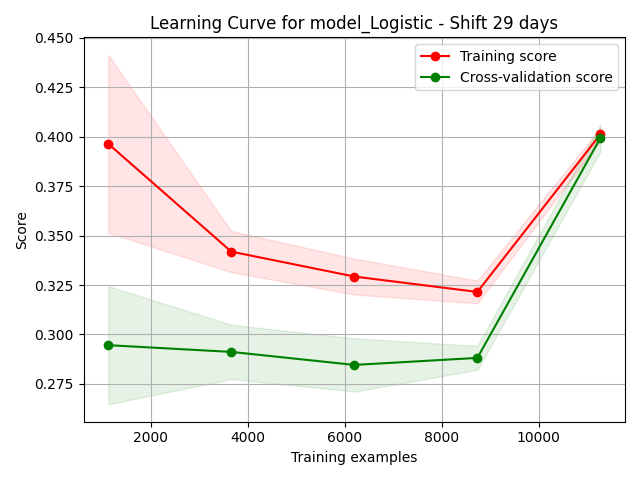 Learning Curve for model_Logistic - Shift 29 days
Training score
Cross-validation score
0.450
0.425
0.400
0.375
0.350
0.325
0.300
0.275
Score
2000 4000 6000 8000 10000
Training examples